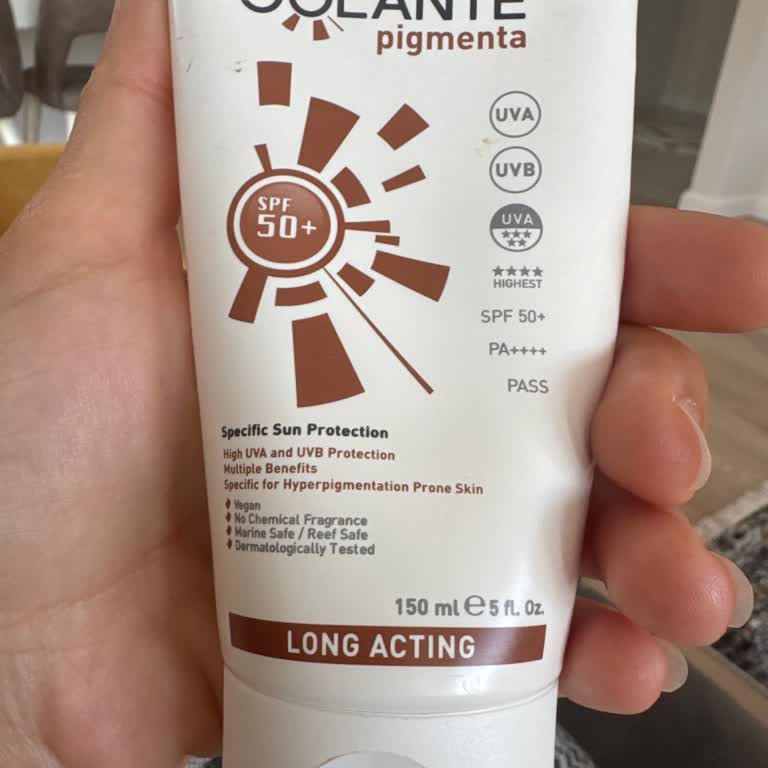 pigmenta
UVA
UVB
UVA
HIGHEST
SPF 50+
PA++++
PASS
SPF
50+
Specific Sun Protection
High UVA and UVB Protection
Multiple Benefits
Specific for Hyperpigmentation Prone Skin
Vegan
No Chemical Fragrance
Marine Safe / Reef Safe
Dermatologically Tested
150 ml ℮ 5 fl. Oz.
LONG ACTING